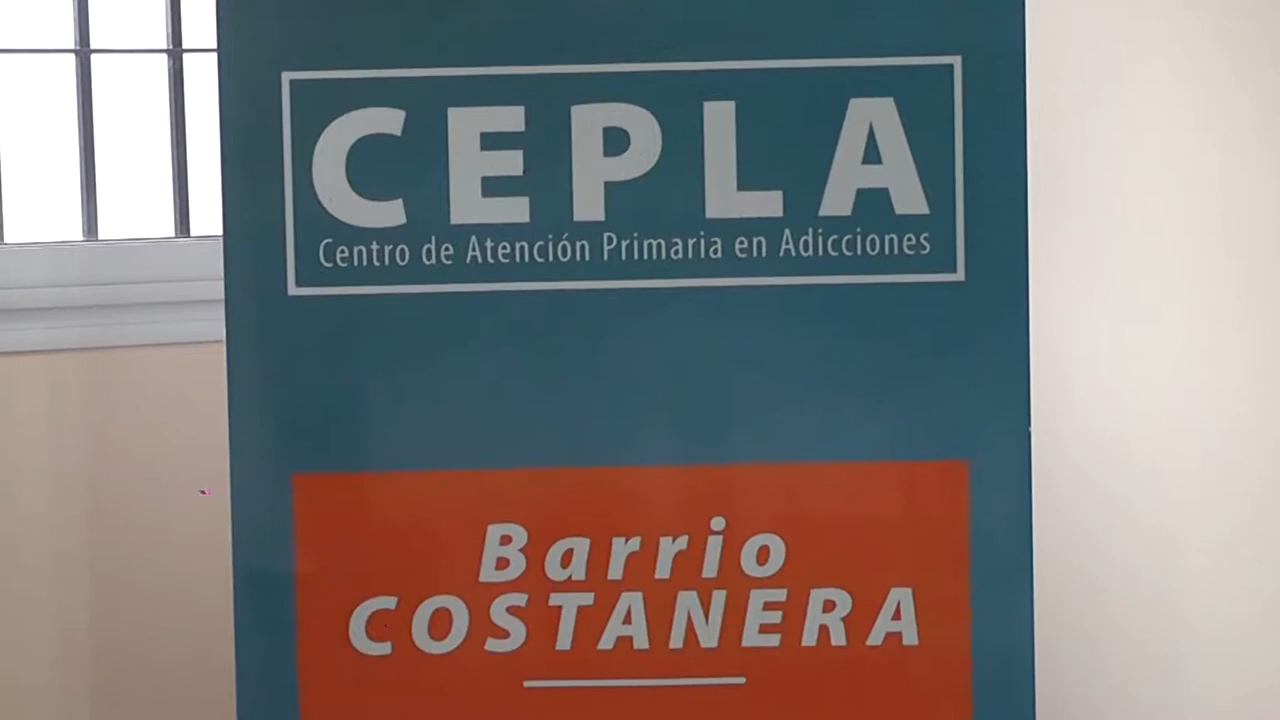 CEPLA
Centro de Atención Primaria en Adicciones
Barrio
COSTANERA